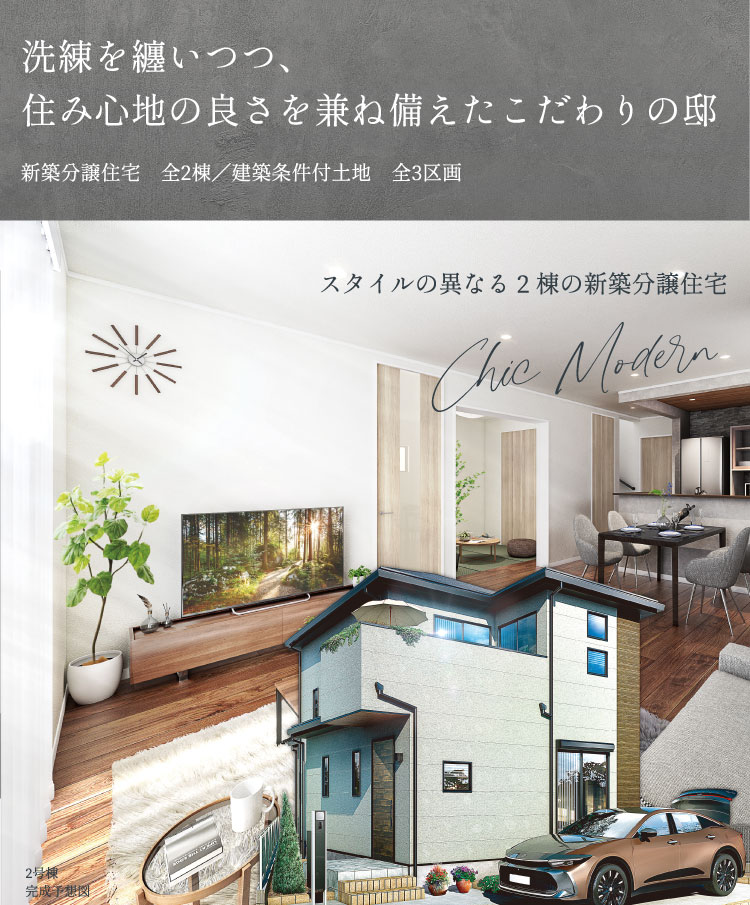 洗練を纏いつつ、
住み心地の良さを兼ね備えたこだわりの邸
新築分譲住宅　全2棟／建築条件付土地　全3区画
スタイルの異なる2棟の新築分譲住宅
Chic Modern
2号棟
完成予想図